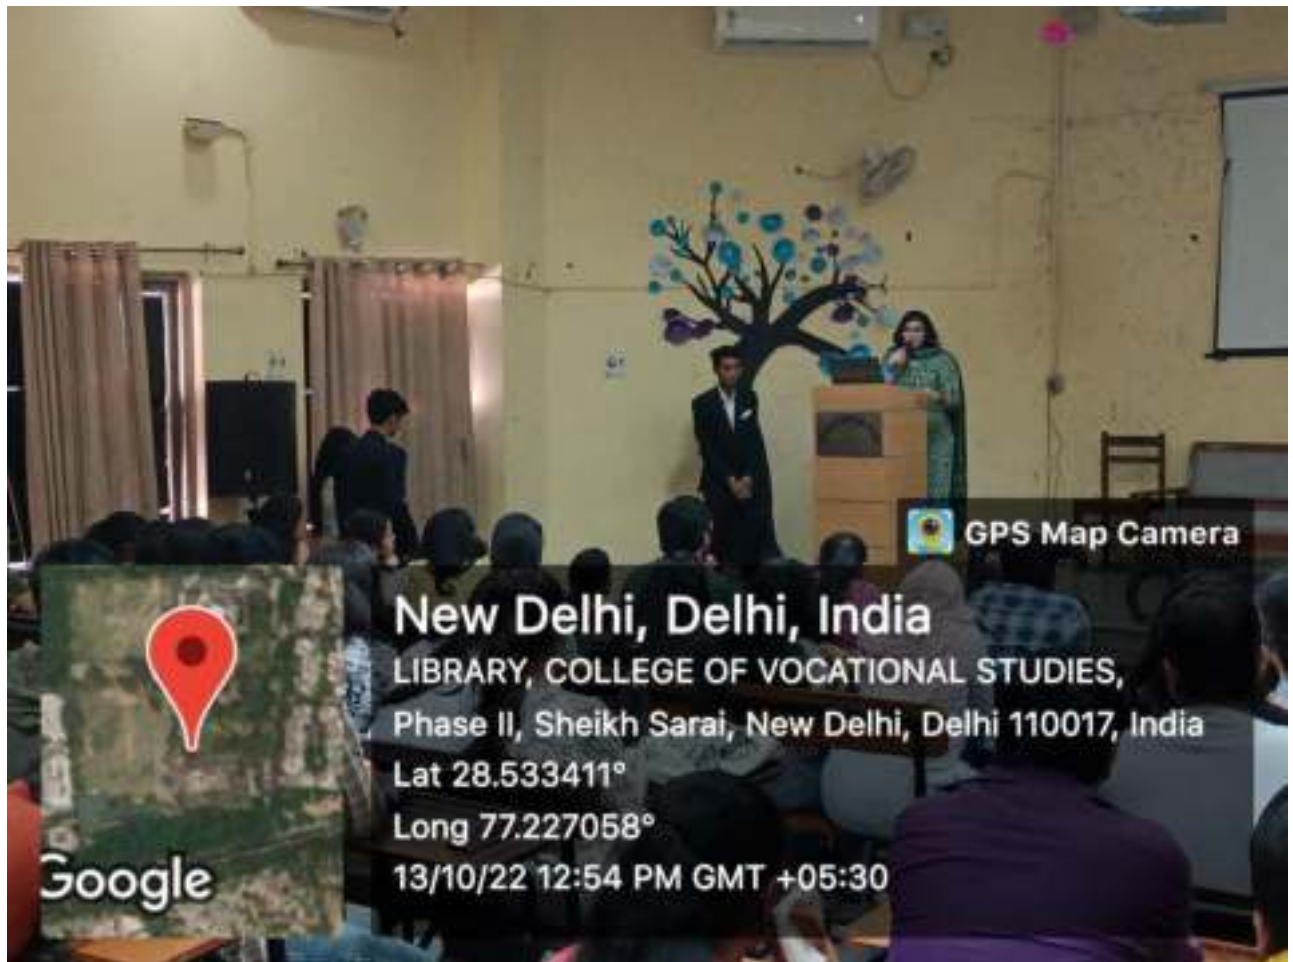 GPS Map Camera
New Delhi, Delhi, India
LIBRARY, COLLEGE OF VOCATIONAL STUDIES,
Phase II, Sheikh Sarai, New Delhi, Delhi 110017, India
Lat 28.533411°
Long 77.227058°
13/10/22 12:54 PM GMT +05:30
Google